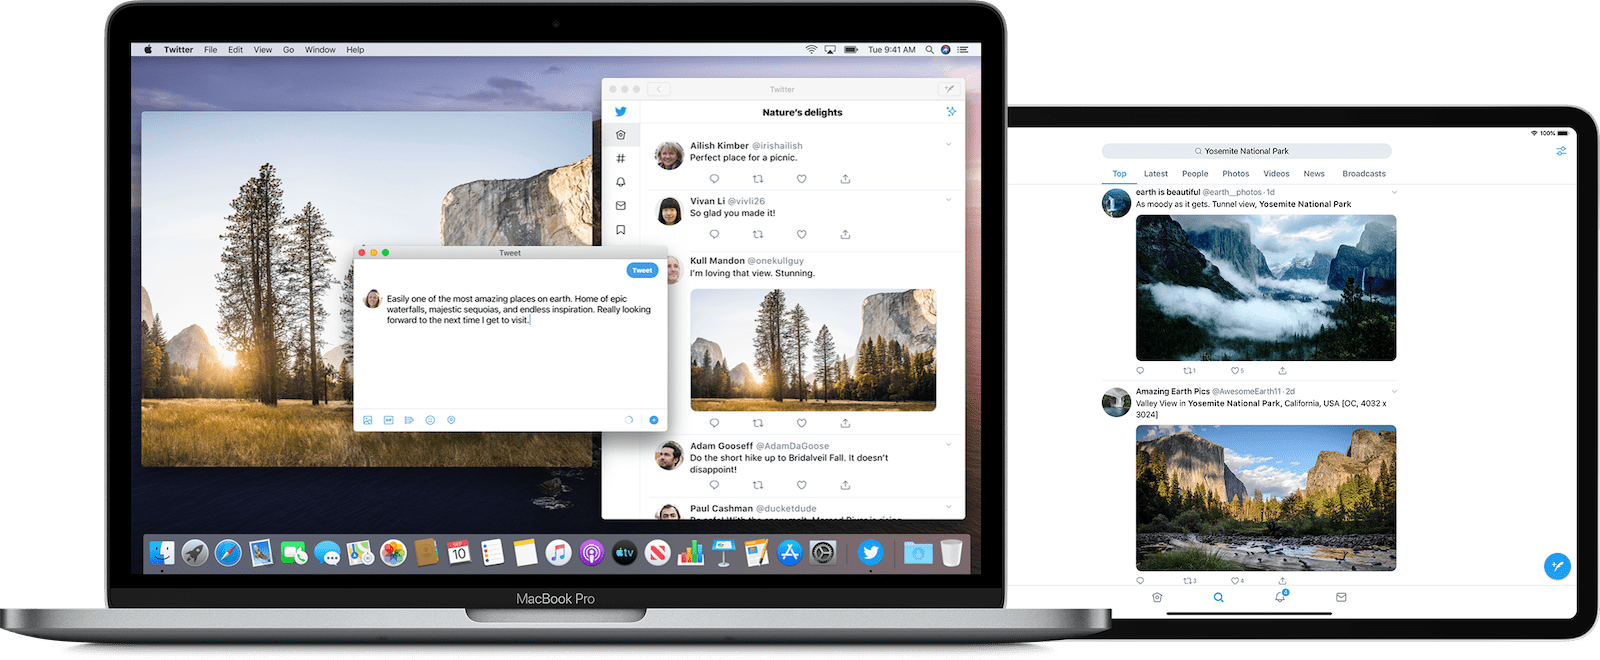 Twitter File Edit View Go Window Help
Tue 9:41 AM
Twitter
Nature's delights
Ailish Kimber @irishailish
Perfect place for a picnic.
Vivan Li @vivli26
So glad you made it!
Kull Mandon @onekullguy
I'm loving that view. Stunning.
Adam Gooseff @AdamDaGoose
Do the short hike up to Bridalveil Fall. It doesn't
disappoint!
Paul Cashman @ducketdude
Tweet
Tweet
Easily one of the most amazing places on earth. Home of epic
waterfalls, majestic sequoias, and endless inspiration. Really looking
forward to the next time I get to visit.
GIF
SEP
10
tv
MacBook Pro
100%
Yosemite National Park
Top Latest People Photos Videos News Broadcasts
earth is beautiful @earth__photos · 1d
As moody as it gets. Tunnel view, Yosemite National Park
1 5
Amazing Earth Pics @AwesomeEarth11 · 2d
Valley View in Yosemite National Park, California, USA [OC, 4032 x
3024]
3 4